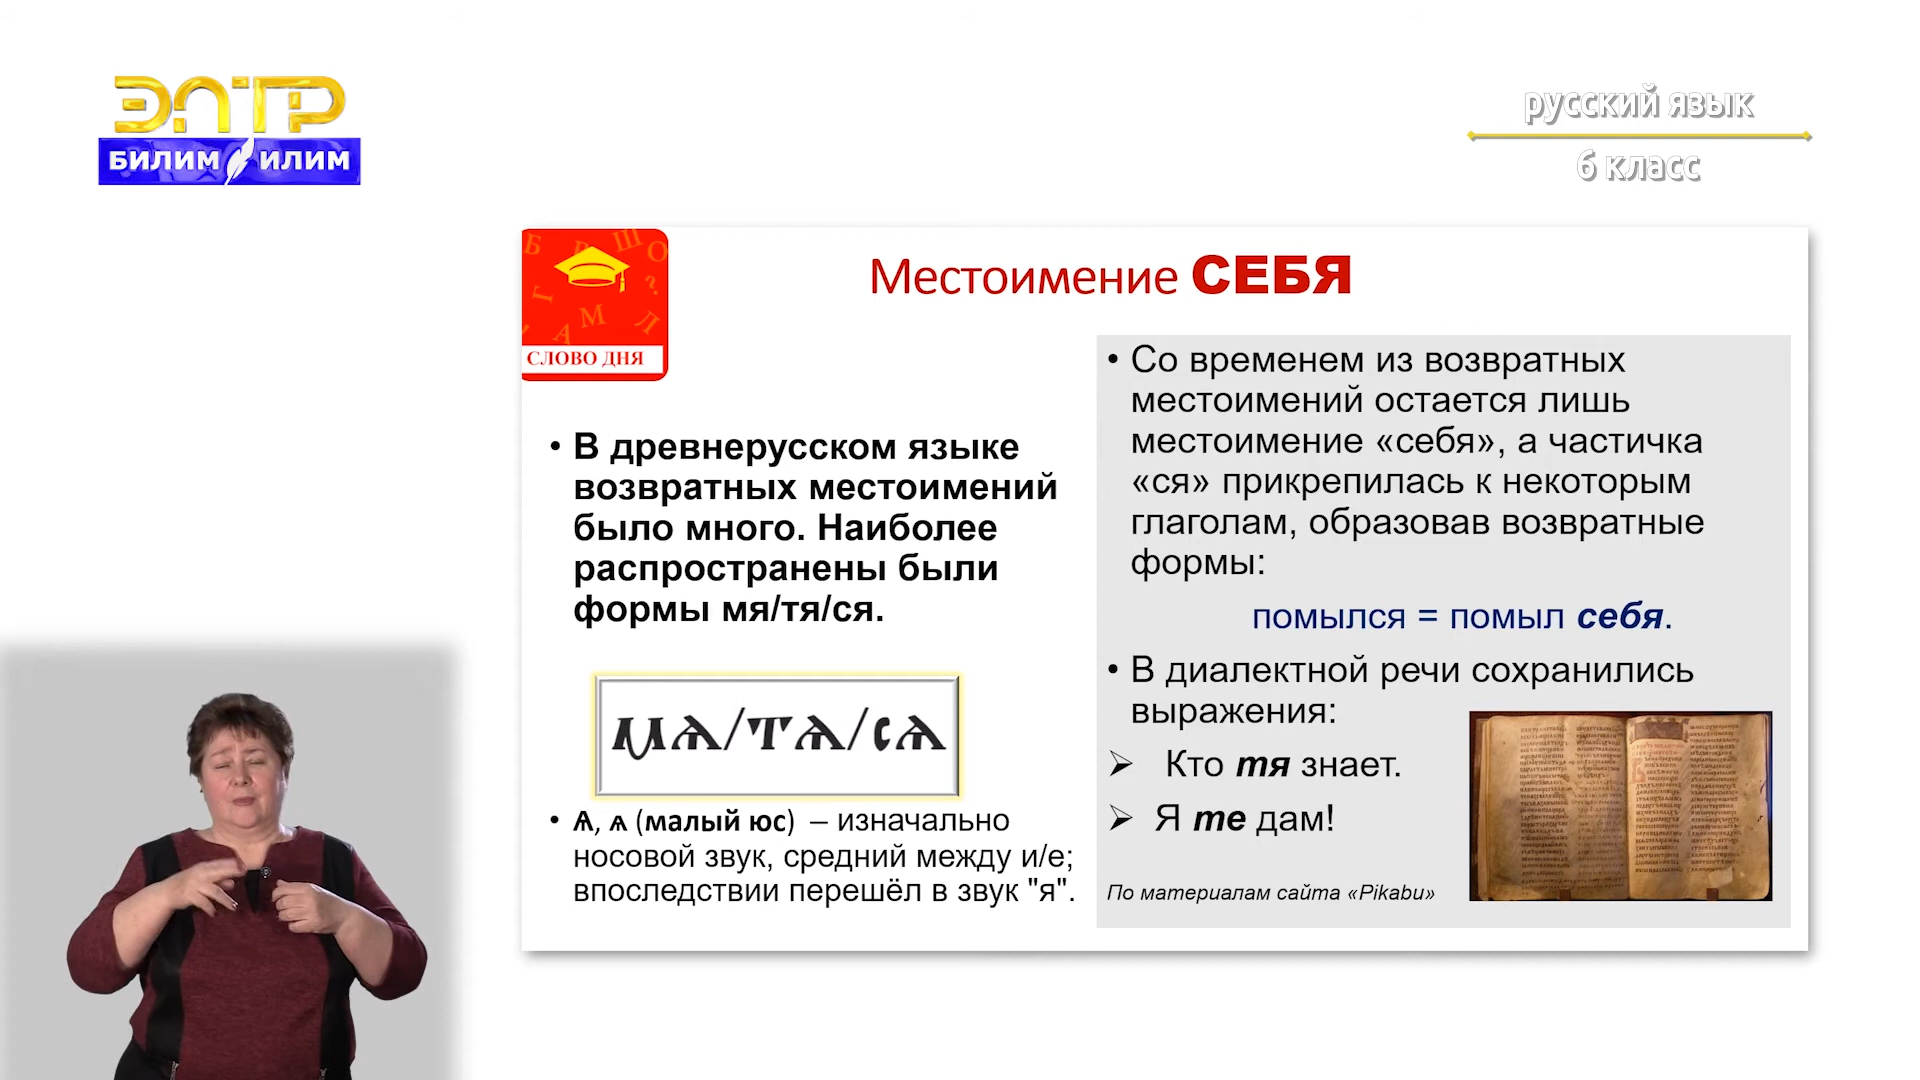 ЭЛТР
БИЛИМ ИЛИМ
русский язык
6 класс
СЛОВО ДНЯ
Местоимение СЕБЯ
• В древнерусском языке
возвратных местоимений
было много. Наиболее
распространены были
формы мя/тя/ся.
мѧ/тѧ/сѧ
• Ѧ, ѧ (малый юс) – изначально
носовой звук, средний между и/е;
впоследствии перешёл в звук "я".
• Со временем из возвратных
местоимений остается лишь
местоимение «себя», а частичка
«ся» прикрепилась к некоторым
глаголам, образовав возвратные
формы:
помылся = помыл себя.
• В диалектной речи сохранились
выражения:
➢ Кто тя знает.
➢ Я те дам!
По материалам сайта «Pikabu»